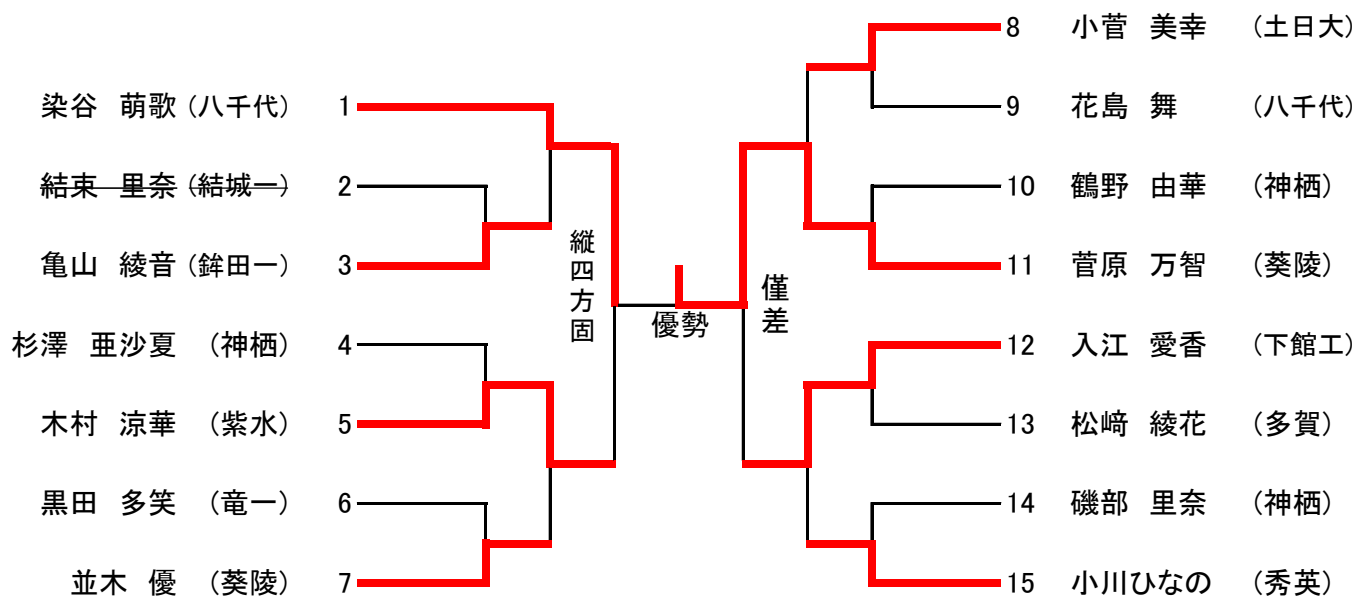 染谷 萌歌 (八千代) 1
結束 里奈 (結城一) 2
亀山 綾音 (鉾田一) 3
杉澤 亜沙夏 (神栖) 4
木村 涼華 (紫水) 5
黒田 多笑 (竜一) 6
並木 優 (葵陵) 7
縦四方固
優勢
僅差
8 小菅 美幸 (土日大)
9 花島 舞 (八千代)
10 鶴野 由華 (神栖)
11 菅原 万智 (葵陵)
12 入江 愛香 (下館工)
13 松﨑 綾花 (多賀)
14 磯部 里奈 (神栖)
15 小川ひなの (秀英)